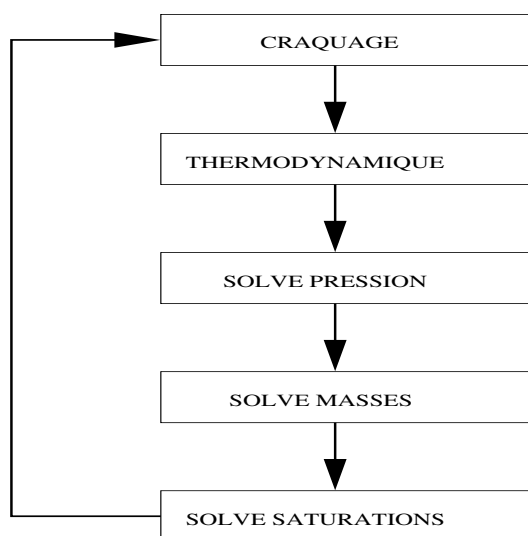 CRAQUAGE
THERMODYNAMIQUE
SOLVE PRESSION
SOLVE MASSES
SOLVE SATURATIONS